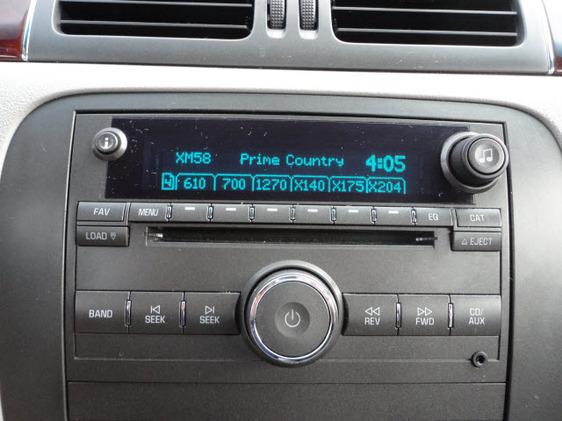 XM58 Prime Country 4:05
4 610 700 1270 X140 X175 X204
FAV MENU EQ CAT
LOAD EJECT
BAND SEEK SEEK REV FWD CD/
AUX